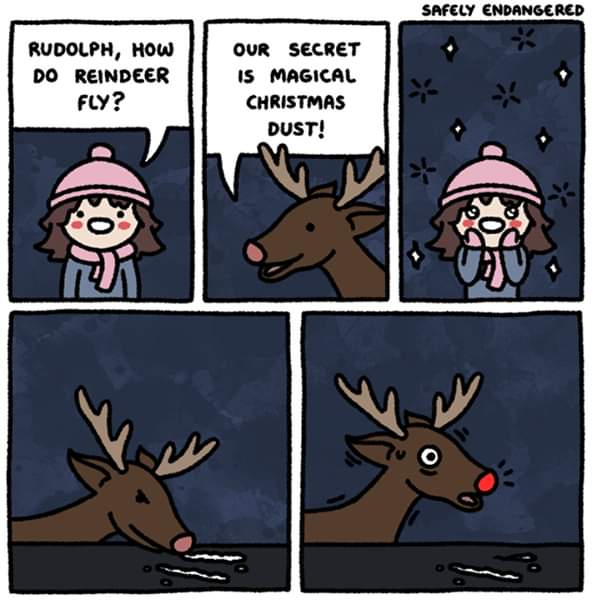 SAFELY ENDANGERED
RUDOLPH, HOW
DO REINDEER
FLY?
OUR SECRET
IS MAGICAL
CHRISTMAS
DUST!